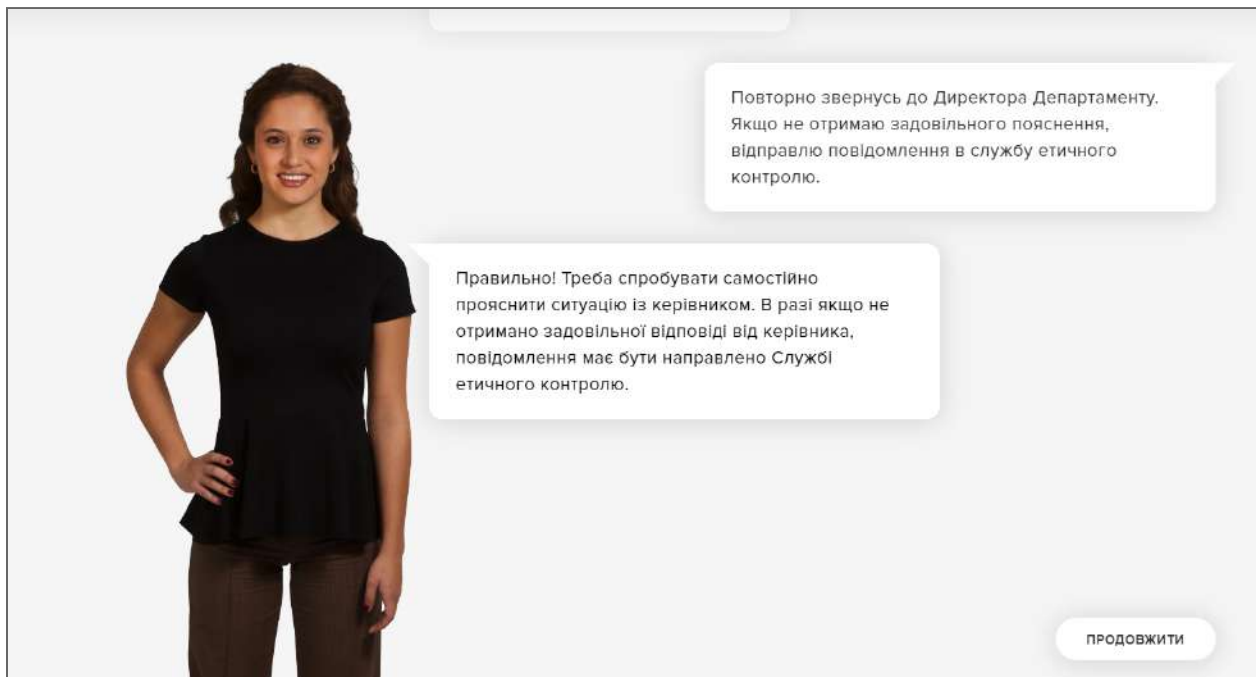 Повторно звернусь до Директора Департаменту.
Якщо не отримаю задовільного пояснення,
відправлю повідомлення в службу етичного
контролю.
Правильно! Треба спробувати самостійно
прояснити ситуацію із керівником. В разі якщо не
отримано задовільної відповіді від керівника,
повідомлення має бути направлено Службі
етичного контролю.
ПРОДОВЖИТИ